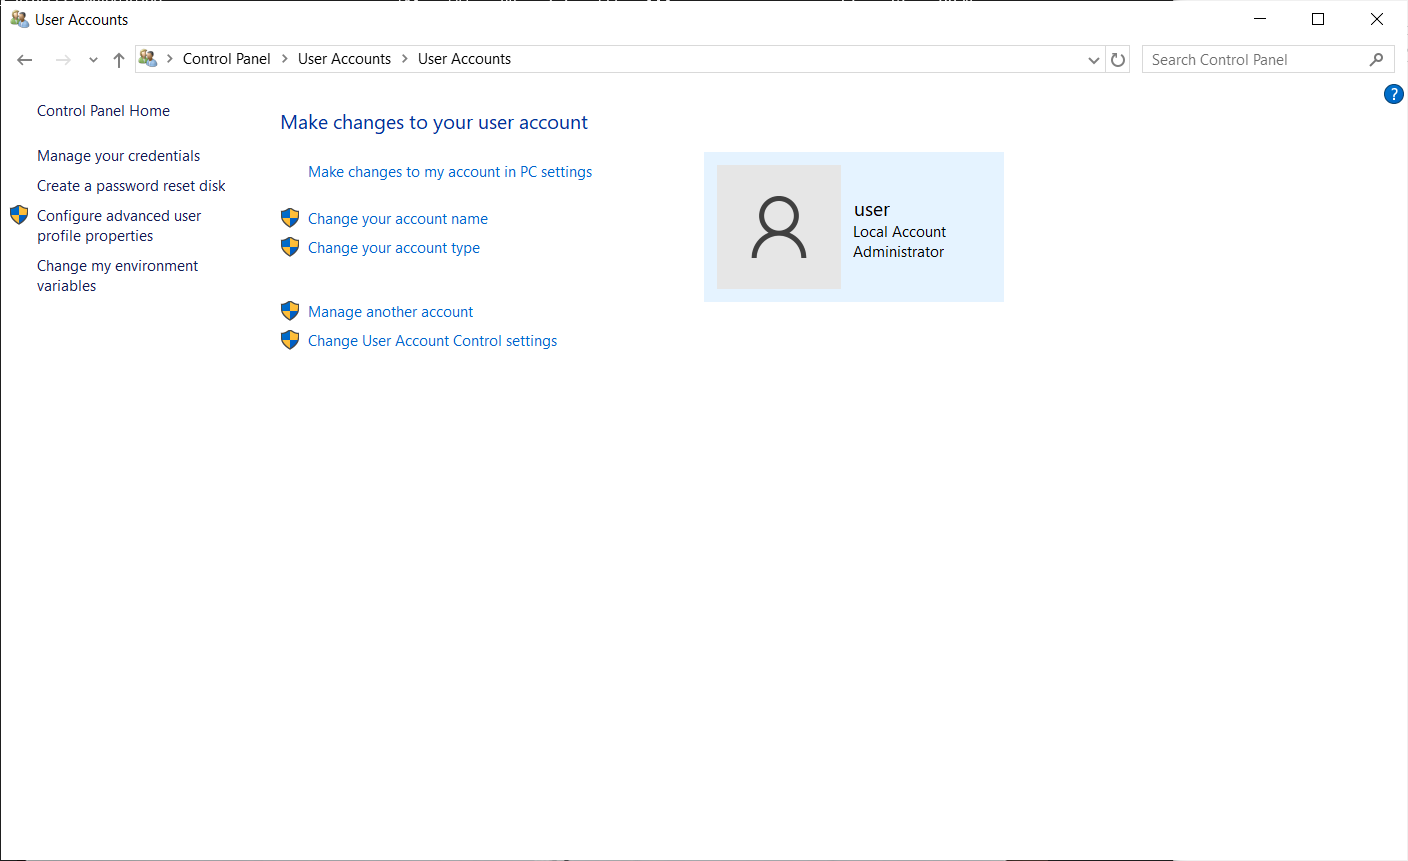 User Accounts
Control Panel
User Accounts
User Accounts
Search Control Panel
?
Control Panel Home
Manage your credentials
Create a password reset disk
Configure advanced user
profile properties
Change my environment
variables
Make changes to your user account
Make changes to my account in PC settings
Change your account name
Change your account type
Manage another account
Change User Account Control settings
user
Local Account
Administrator